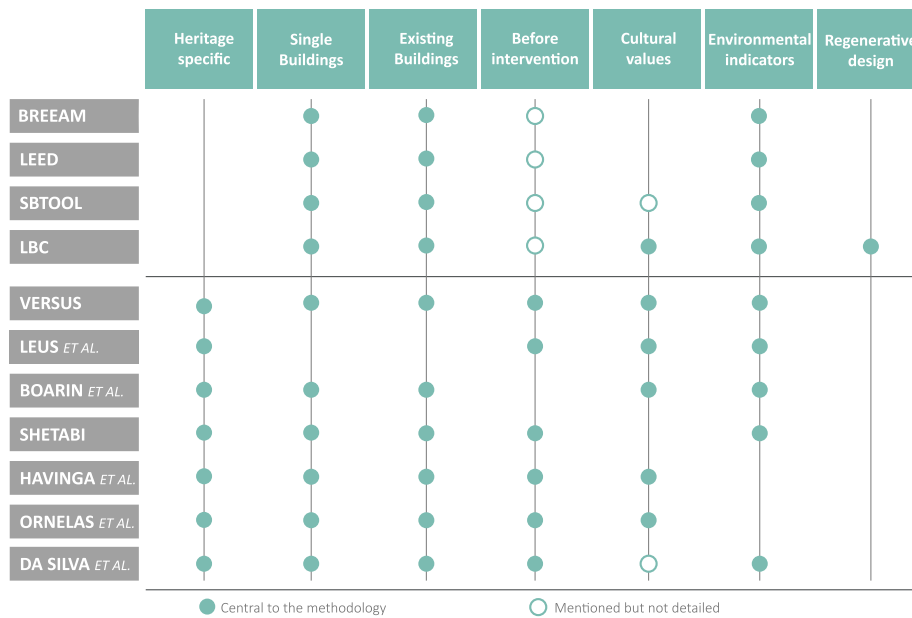 Heritage specific
Single Buildings
Existing Buildings
Before intervention
Cultural values
Environmental indicators
Regenerative design
BREEAM
LEED
SBTOOL
LBC
VERSUS
LEUS ET AL.
BOARIN ET AL.
SHETABI
HAVINGA ET AL.
ORNELAS ET AL.
DA SILVA ET AL.
Central to the methodology
Mentioned but not detailed